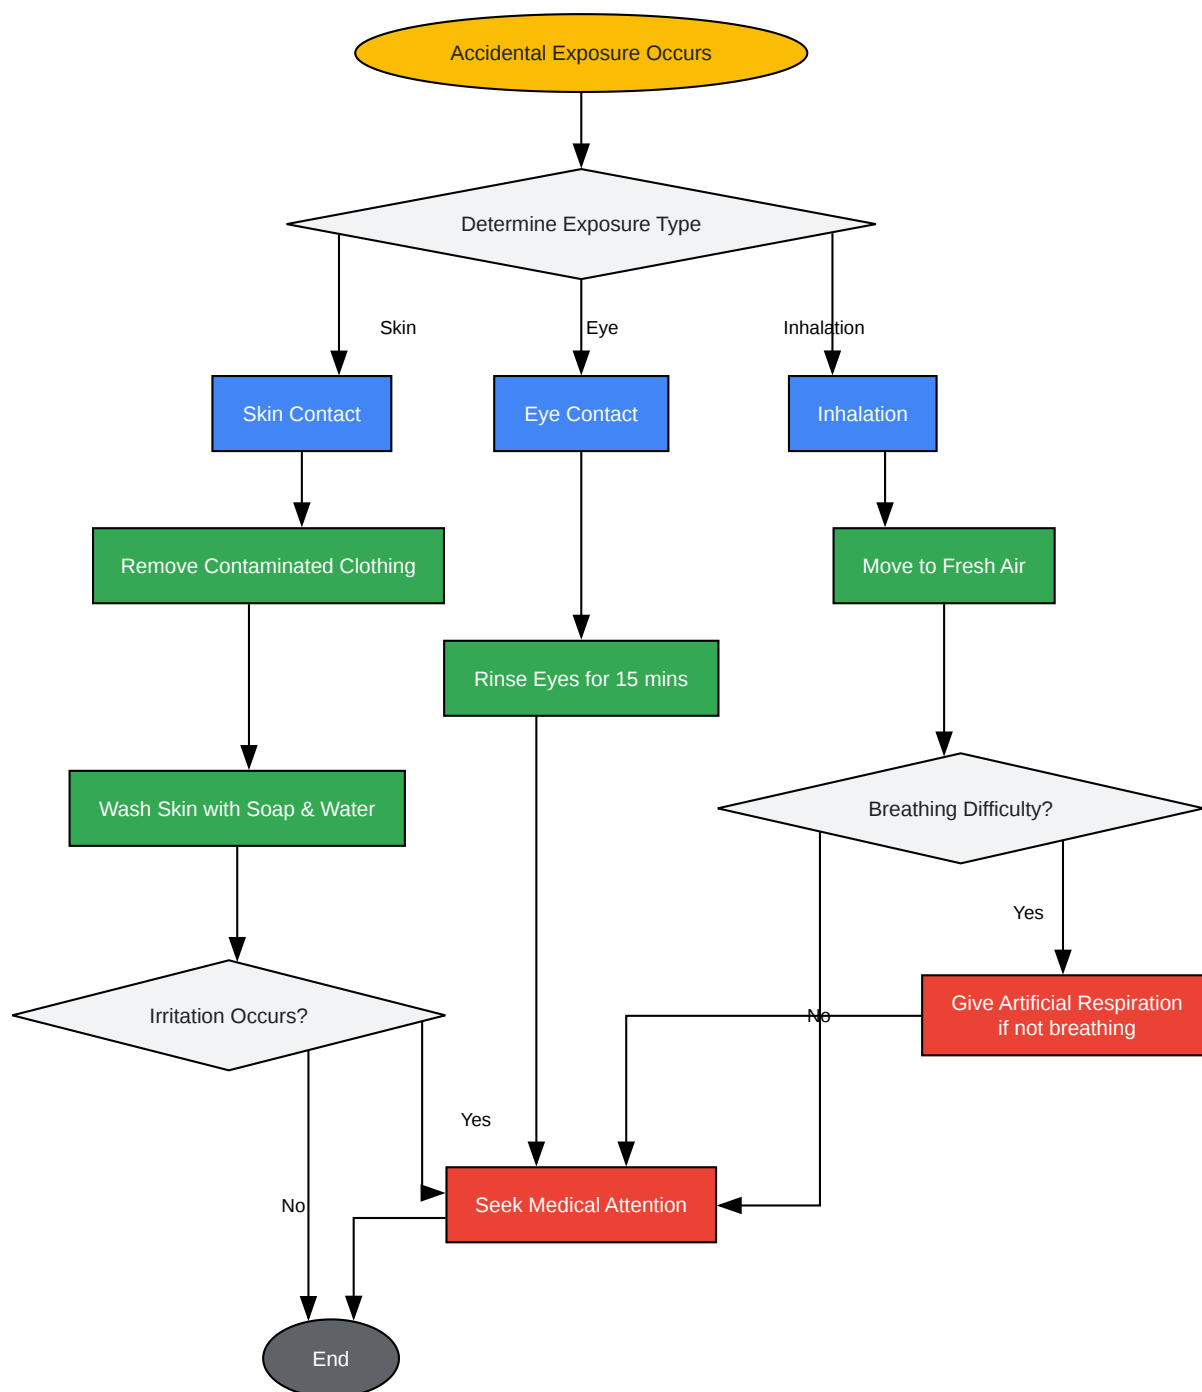 Accidental Exposure Occurs
Determine Exposure Type
Skin
Eye
Inhalation
Skin Contact
Eye Contact
Inhalation
Remove Contaminated Clothing
Move to Fresh Air
Rinse Eyes for 15 mins
Wash Skin with Soap & Water
Breathing Difficulty?
Yes
Irritation Occurs?
No
Give Artificial Respiration
if not breathing
Yes
No
Seek Medical Attention
End